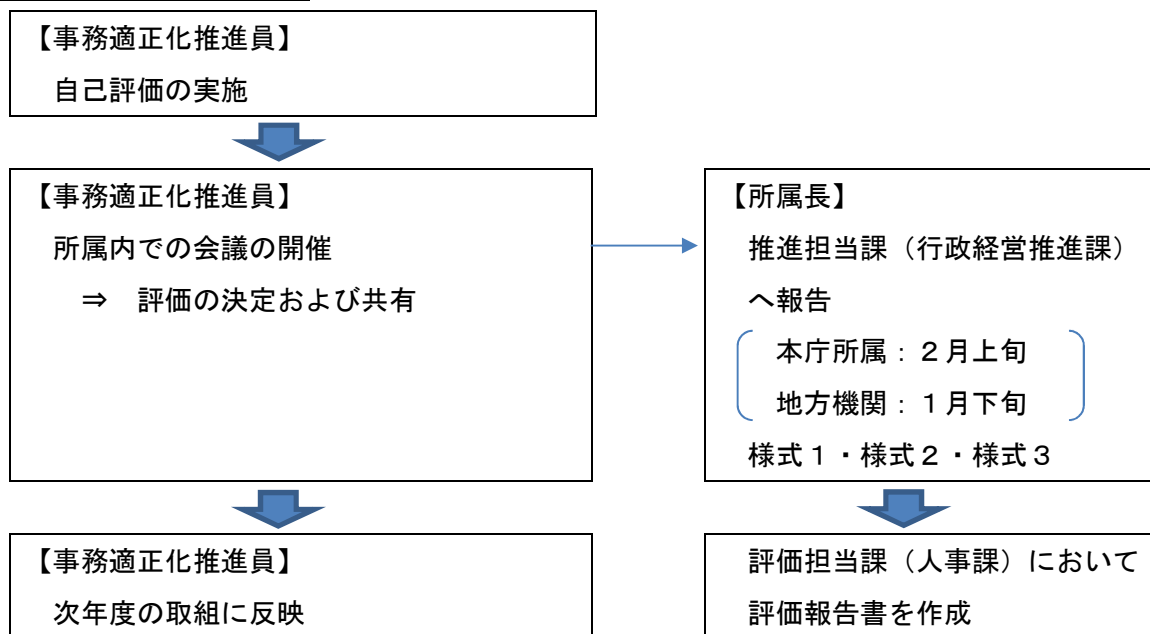 【事務適正化推進員】
自己評価の実施
【事務適正化推進員】
所属内での会議の開催
⇒　評価の決定および共有
【所属長】
推進担当課（行政経営推進課）
へ報告
本庁所属：２月上旬
地方機関：１月下旬
様式１・様式２・様式３
【事務適正化推進員】
次年度の取組に反映
評価担当課（人事課）において
評価報告書を作成